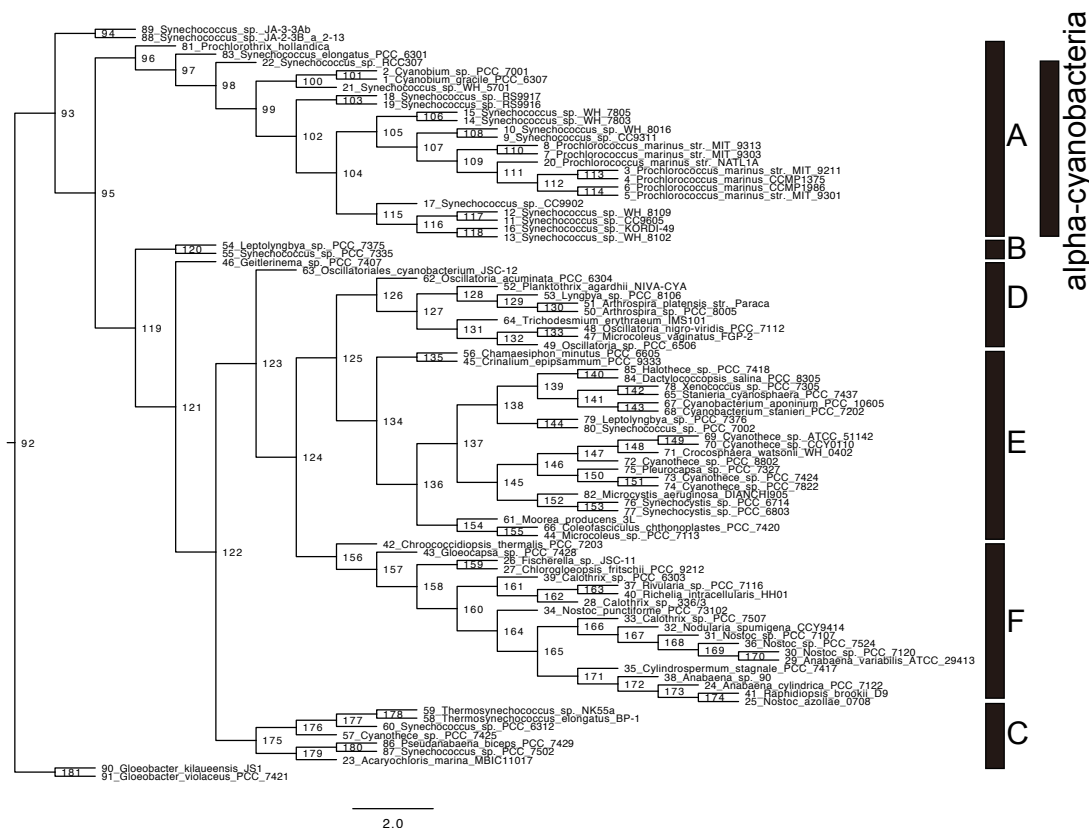 89_Synechococcus_sp._JA-3-3Ab
94
88_Synechococcus_sp._JA-2-3B_a_2-13
81_Prochlorothrix_hollandica
96
83_Synechococcus_elongatus_PCC_6301
97
22_Synechococcus_sp._RCC307
98
2_Cyanobium_sp._PCC_7001
101
1_Cyanobium_gracile_PCC_6307
100
21_Synechococcus_sp._WH_5701
99
18_Synechococcus_sp._RS9917
103
19_Synechococcus_sp._RS9916
93
15_Synechococcus_sp._WH_7805
106
14_Synechococcus_sp._WH_7803
105
10_Synechococcus_sp._WH_8016
108
9_Synechococcus_sp._CC9311
102
107
8_Prochlorococcus_marinus_str._MIT_9313
110
7_Prochlorococcus_marinus_str._MIT_9303
109
20_Prochlorococcus_marinus_str._NATL1A
111
3_Prochlorococcus_marinus_str._MIT_9211
113
4_Prochlorococcus_marinus_CCMP1375
104
112
6_Prochlorococcus_marinus_CCMP1986
114
5_Prochlorococcus_marinus_str._MIT_9301
95
17_Synechococcus_sp._CC9902
115
12_Synechococcus_sp._WH_8109
117
11_Synechococcus_sp._CC9605
116
16_Synechococcus_sp._KORDI-49
118
13_Synechococcus_sp._WH_8102
A
alpha-cyanobacteria
54_Leptolyngbya_sp._PCC_7375
120
55_Synechococcus_sp._PCC_7335
B
46_Geitlerinema_sp._PCC_7407
63_Oscillatoriales_cyanobacterium_JSC-12
62_Oscillatoria_acuminata_PCC_6304
126
52_Planktothrix_agardhii_NIVA-CYA
128
53_Lyngbya_sp._PCC_8106
129
51_Arthrospira_platensis_str._Paraca
130
50_Arthrospira_sp._PCC_8005
127
64_Trichodesmium_erythraeum_IMS101
131
48_Oscillatoria_nigro-viridis_PCC_7112
133
47_Microcoleus_vaginatus_FGP-2
132
49_Oscillatoria_sp._PCC_6506
D
119
125
123
56_Chamaesiphon_minutus_PCC_6605
135
45_Crinalium_epipsammum_PCC_9333
85_Halothece_sp._PCC_7418
140
84_Dactylococcopsis_salina_PCC_8305
139
78_Xenococcus_sp._PCC_7305
142
65_Stanieria_cyanosphaera_PCC_7437
141
67_Cyanobacterium_aponinum_PCC_10605
143
68_Cyanobacterium_stanieri_PCC_7202
138
121
134
79_Leptolyngbya_sp._PCC_7376
144
80_Synechococcus_sp._PCC_7002
92
137
69_Cyanothece_sp._ATCC_51142
149
70_Cyanothece_sp._CCY0110
148
71_Crocosphaera_watsonii_WH_0402
147
72_Cyanothece_sp._PCC_8802
146
124
75_Pleurocapsa_sp._PCC_7327
150
73_Cyanothece_sp._PCC_7424
151
74_Cyanothece_sp._PCC_7822
145
136
82_Microcystis_aeruginosa_DIANCHI905
152
76_Synechocystis_sp._PCC_6714
153
77_Synechocystis_sp._PCC_6803
61_Moorea_producens_3L
154
66_Coleofasciculus_chthonoplastes_PCC_7420
155
44_Microcoleus_sp._PCC_7113
E
42_Chroococcidiopsis_thermalis_PCC_7203
122
156
43_Gloeocapsa_sp._PCC_7428
157
26_Fischerella_sp._JSC-11
159
27_Chlorogloeopsis_fritschii_PCC_9212
158
39_Calothrix_sp._PCC_6303
161
37_Rivularia_sp._PCC_7116
163
40_Richelia_intracellularis_HH01
162
28_Calothrix_sp._336/3
160
34_Nostoc_punctiforme_PCC_73102
33_Calothrix_sp._PCC_7507
166
164
32_Nodularia_spumigena_CCY9414
167
31_Nostoc_sp._PCC_7107
168
36_Nostoc_sp._PCC_7524
169
30_Nostoc_sp._PCC_7120
170
29_Anabaena_variabilis_ATCC_29413
165
35_Cylindrospermum_stagnale_PCC_7417
171
38_Anabaena_sp._90
172
24_Anabaena_cylindrica_PCC_7122
173
41_Raphidiopsis_brookii_D9
174
25_Nostoc_azollae_0708
F
59_Thermosynechococcus_sp._NK55a
178
58_Thermosynechococcus_elongatus_BP-1
177
60_Synechococcus_sp._PCC_6312
176
57_Cyanothece_sp._PCC_7425
175
86_Pseudanabaena_biceps_PCC_7429
180
87_Synechococcus_sp._PCC_7502
179
23_Acaryochloris_marina_MBIC11017
C
90_Gloeobacter_kilaueensis_JS1
181
91_Gloeobacter_violaceus_PCC_7421
2.0